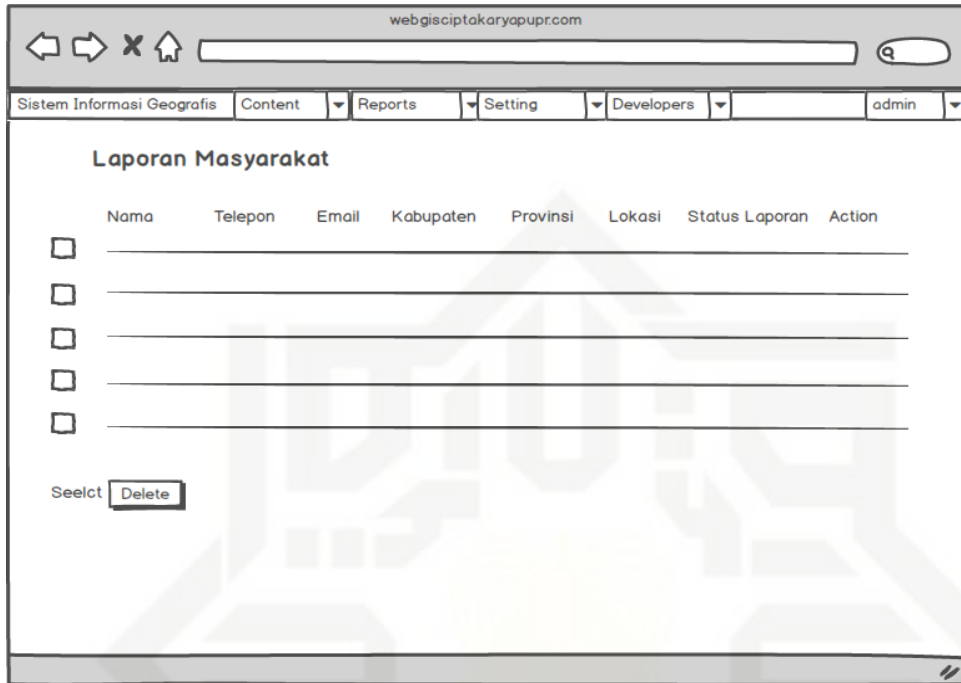 webgisciptakaryapupr.com
Sistem Informasi Geografis Content Reports Setting Developers admin
Laporan Masyarakat
Nama Telepon Email Kabupaten Provinsi Lokasi Status Laporan Action
Seelct Delete